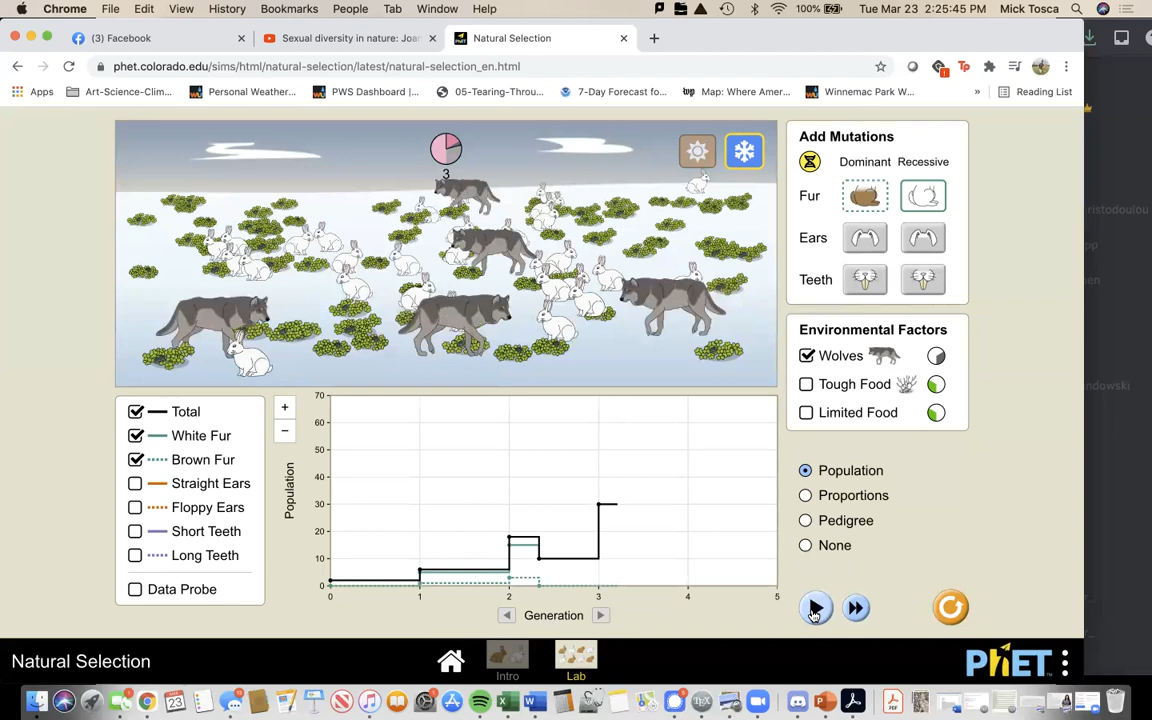 Chrome File Edit View History Bookmarks People Tab Window Help 100% Tue Mar 23 2:25:45 PM Mick Tosca
(3) Facebook Sexual diversity in nature: Joan Natural Selection
phet.colorado.edu/sims/html/natural-selection/latest/natural-selection_en.html
Apps Art-Science-Clim... Personal Weather... PWS Dashboard |... 05-Tearing-Throu... 7-Day Forecast fo... Map: Where Amer... Winnemac Park W... » Reading List
3
Add Mutations
Dominant Recessive
Fur
Ears
Teeth
Environmental Factors
Wolves
Tough Food
Limited Food
Total
White Fur
Brown Fur
Straight Ears
Floppy Ears
Short Teeth
Long Teeth
Data Probe
+
−
Population
70
60
50
40
30
20
10
0
0 1 2 3 4 5
Generation
Population
Proportions
Pedigree
None
Natural Selection
Intro
Lab
PhET
ristodoulou